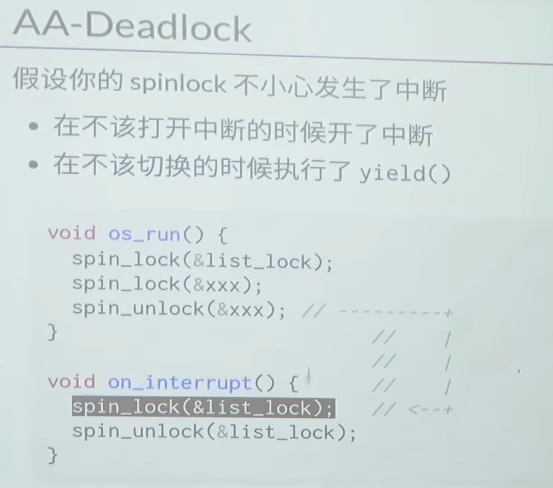 AA-Deadlock
假设你的 spinlock 不小心发生了中断
• 在不该打开中断的时候开了中断
• 在不该切换的时候执行了 yield()
void os_run() {
  spin_lock(&list_lock);
  spin_lock(&xxx);
  spin_unlock(&xxx); // ---------+
}                          //    |
                           //    |
void on_interrupt() {      //    |
  spin_lock(&list_lock);   // <--+
  spin_unlock(&list_lock);
}